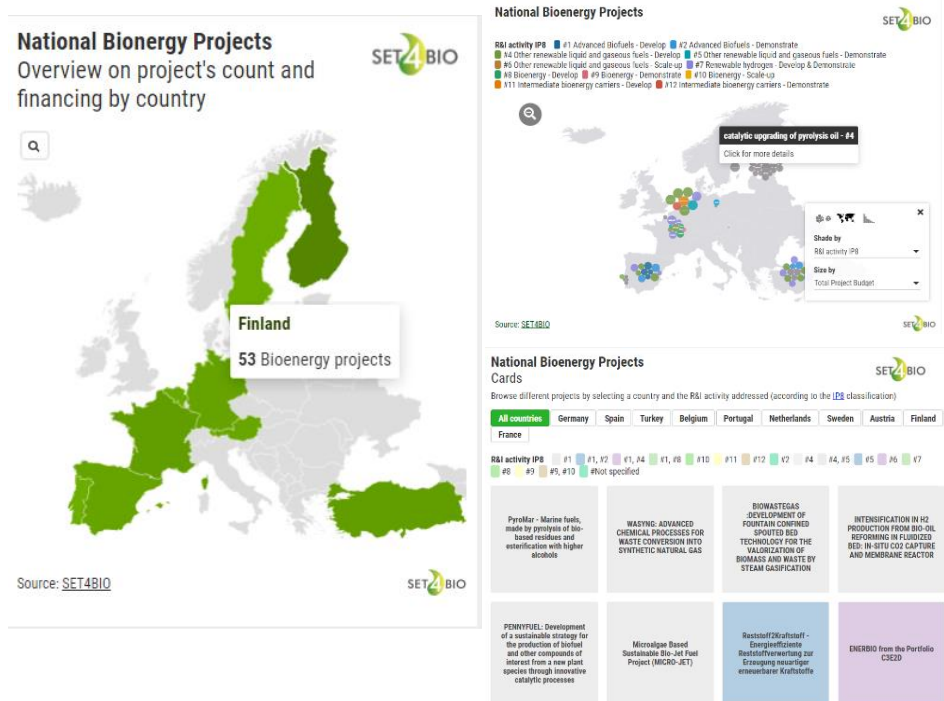 National Bionergy Projects
Overview on project's count and
financing by country
SET4BIO
Finland
53 Bioenergy projects
Source: SET4BIO
SET4BIO
National Bioenergy Projects
SET4BIO
R&I activity IP8 #1 Advanced Biofuels - Develop #2 Advanced Biofuels - Demonstrate
#4 Other renewable liquid and gaseous fuels - Develop #5 Other renewable liquid and gaseous fuels - Demonstrate
#6 Other renewable liquid and gaseous fuels - Scale-up #7 Renewable hydrogen - Develop & Demonstrate
#8 Bioenergy - Develop #9 Bioenergy - Demonstrate #10 Bioenergy - Scale-up
#11 Intermediate bioenergy carriers - Develop #12 Intermediate bioenergy carriers - Demonstrate
catalytic upgrading of pyrolysis oil - #4
Click for more details
Shade by
R&I activity IP8
Size by
Total Project Budget
Source: SET4BIO
SET4BIO
National Bioenergy Projects
Cards
SET4BIO
Browse different projects by selecting a country and the R&I activity addressed (according to the IP8 classification)
All countries Germany Spain Turkey Belgium Portugal Netherlands Sweden Austria Finland
France
R&I activity IP8 #1 #1, #2 #1, #4 #1, #8 #10 #11 #12 #2 #4 #4, #5 #5 #6 #7
#8 #9 #9, #10 #Not specified
PyroMar - Marine fuels,
made by pyrolysis of bio-
based residues and
esterification with higher
alcohols
WASYNG: ADVANCED
CHEMICAL PROCESSES FOR
WASTE CONVERSION INTO
SYNTHETIC NATURAL GAS
BIOWASTEGAS
:DEVELOPMENT OF
FOUNTAIN CONFINED
SPOUTED BED
TECHNOLOGY FOR THE
VALORIZATION OF
BIOMASS AND WASTE BY
STEAM GASIFICATION
INTENSIFICATION IN H2
PRODUCTION FROM BIO-OIL
REFORMING IN FLUIDIZED
BED: IN-SITU CO2 CAPTURE
AND MEMBRANE REACTOR
PENNYFUEL: Development
of a sustainable strategy for
the production of biofuel
and other compounds of
interest from a new plant
species through innovative
catalytic processes
Microalgae Based
Sustainable Bio-Jet Fuel
Project (MICRO-JET)
Reststoff2Kraftstoff -
Energieeffiziente
Reststoffverwertung zur
Erzeugung neuartiger
erneuerbarer Kraftstoffe
ENERBIO from the Portfolio
C3E2D